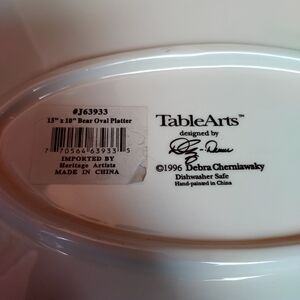 #J63933
15" x 10" Bear Oval Platter
7 70564 63933 5
IMPORTED BY
Heritage Artists
MADE IN CHINA
TableArts™
designed by
©1996 Debra Cherniawsky
Dishwasher Safe
Hand-painted in China